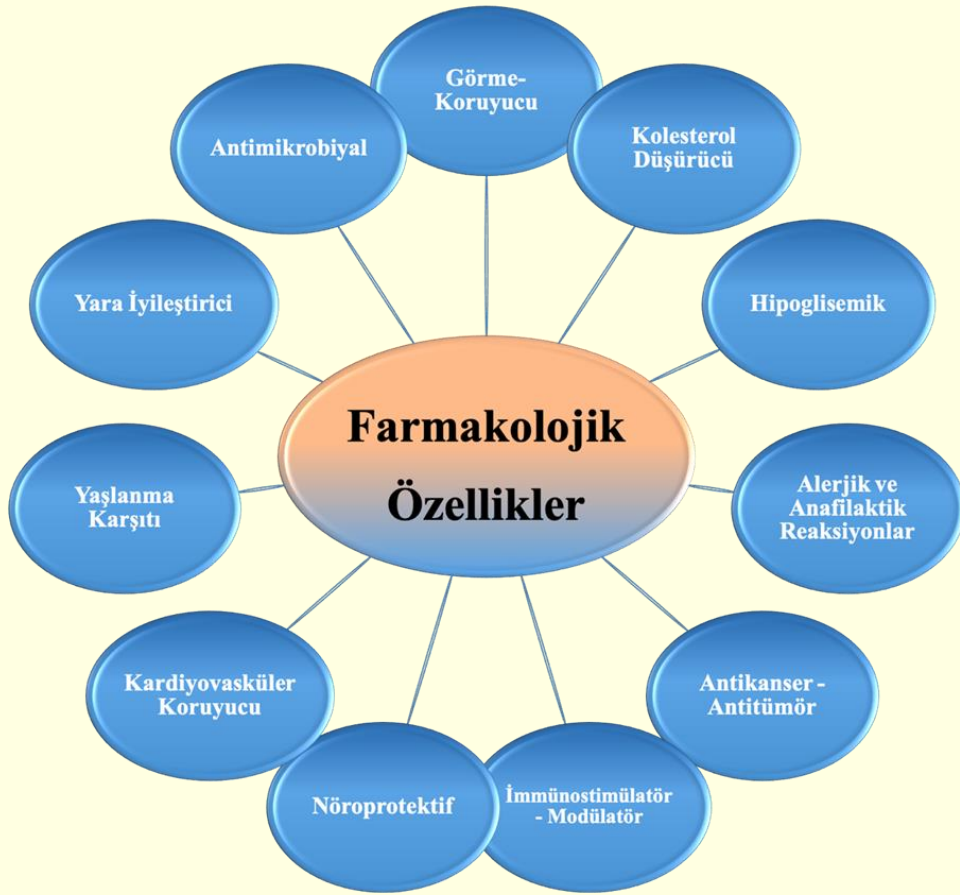 Farmakolojik
Özellikler
Görme-
Koruyucu
Kolesterol
Düşürücü
Hipoglisemik
Alerjik ve
Anafilaktik
Reaksiyonlar
Antikanser -
Antitümör
İmmünostimülatör
- Modülatör
Nöroprotektif
Kardiyovasküler
Koruyucu
Yaşlanma
Karşıtı
Yara İyileştirici
Antimikrobiyal